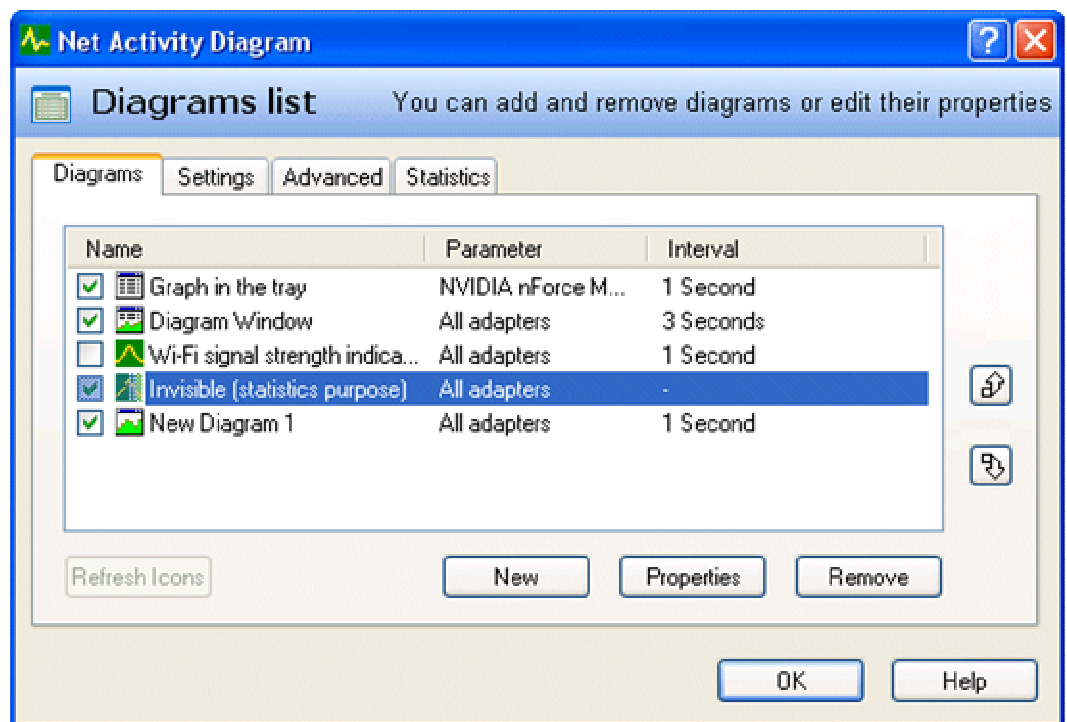 Net Activity Diagram
Diagrams list You can add and remove diagrams or edit their properties
Diagrams Settings Advanced Statistics
Name Parameter Interval
Graph in the tray NVIDIA nForce M... 1 Second
Diagram Window All adapters 3 Seconds
Wi-Fi signal strength indica... All adapters 1 Second
Invisible (statistics purpose) All adapters -
New Diagram 1 All adapters 1 Second
Refresh Icons New Properties Remove
OK Help